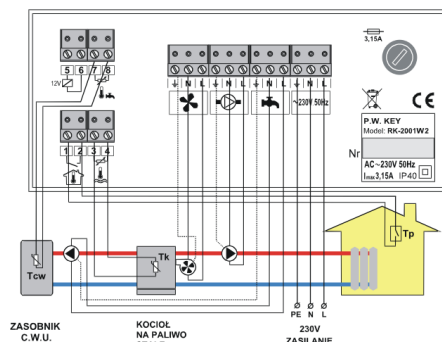 3,15A
5 6 7 8
12V
N L
N L
N L
N L
~230V 50Hz
P.W. KEY
Model: RK-2001W2
Nr
AC~230V 50Hz
Imax 3,15A IP40
1 2 3 4
Tp
Tk
Tcw
PE N L
ZASOBNIK
C.W.U.
KOCIOŁ
NA PALIWO
230V
ZASILANIE